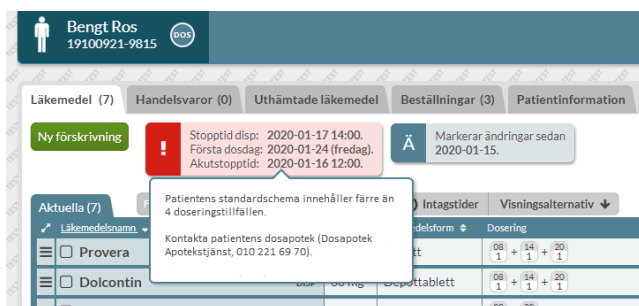 Bengt Ros
19100921-9815
DOS
Läkemedel (7)
Handelsvaror (0)
Uthämtade läkemedel
Beställningar (3)
Patientinformation
Ny förskrivning
!
Stopptid disp: 2020-01-17 14:00.
Första dosdag: 2020-01-24 (fredag).
Akutstopptid: 2020-01-16 12:00.
Ä
Markerar ändringar sedan
2020-01-15.
Patientens standardschema innehåller färre än
4 doseringstillfällen.
Kontakta patientens dosapotek (Dosapotek
Apotekstjänst, 010 221 69 70).
Aktuella (7)
Intagstider
Visningsalternativ
Läkemedelsnamn
Dosering
Provera
08 14 20
1 + 1 + 1
Dolcontin
Depottablett
08 14 20
1 + 1 + 1
TEST